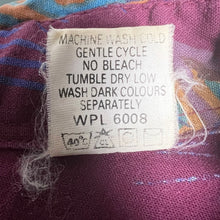 MACHINE WASH COLD
GENTLE CYCLE
NO BLEACH
TUMBLE DRY LOW
WASH DARK COLOURS
SEPARATELY
WPL 6008
40°